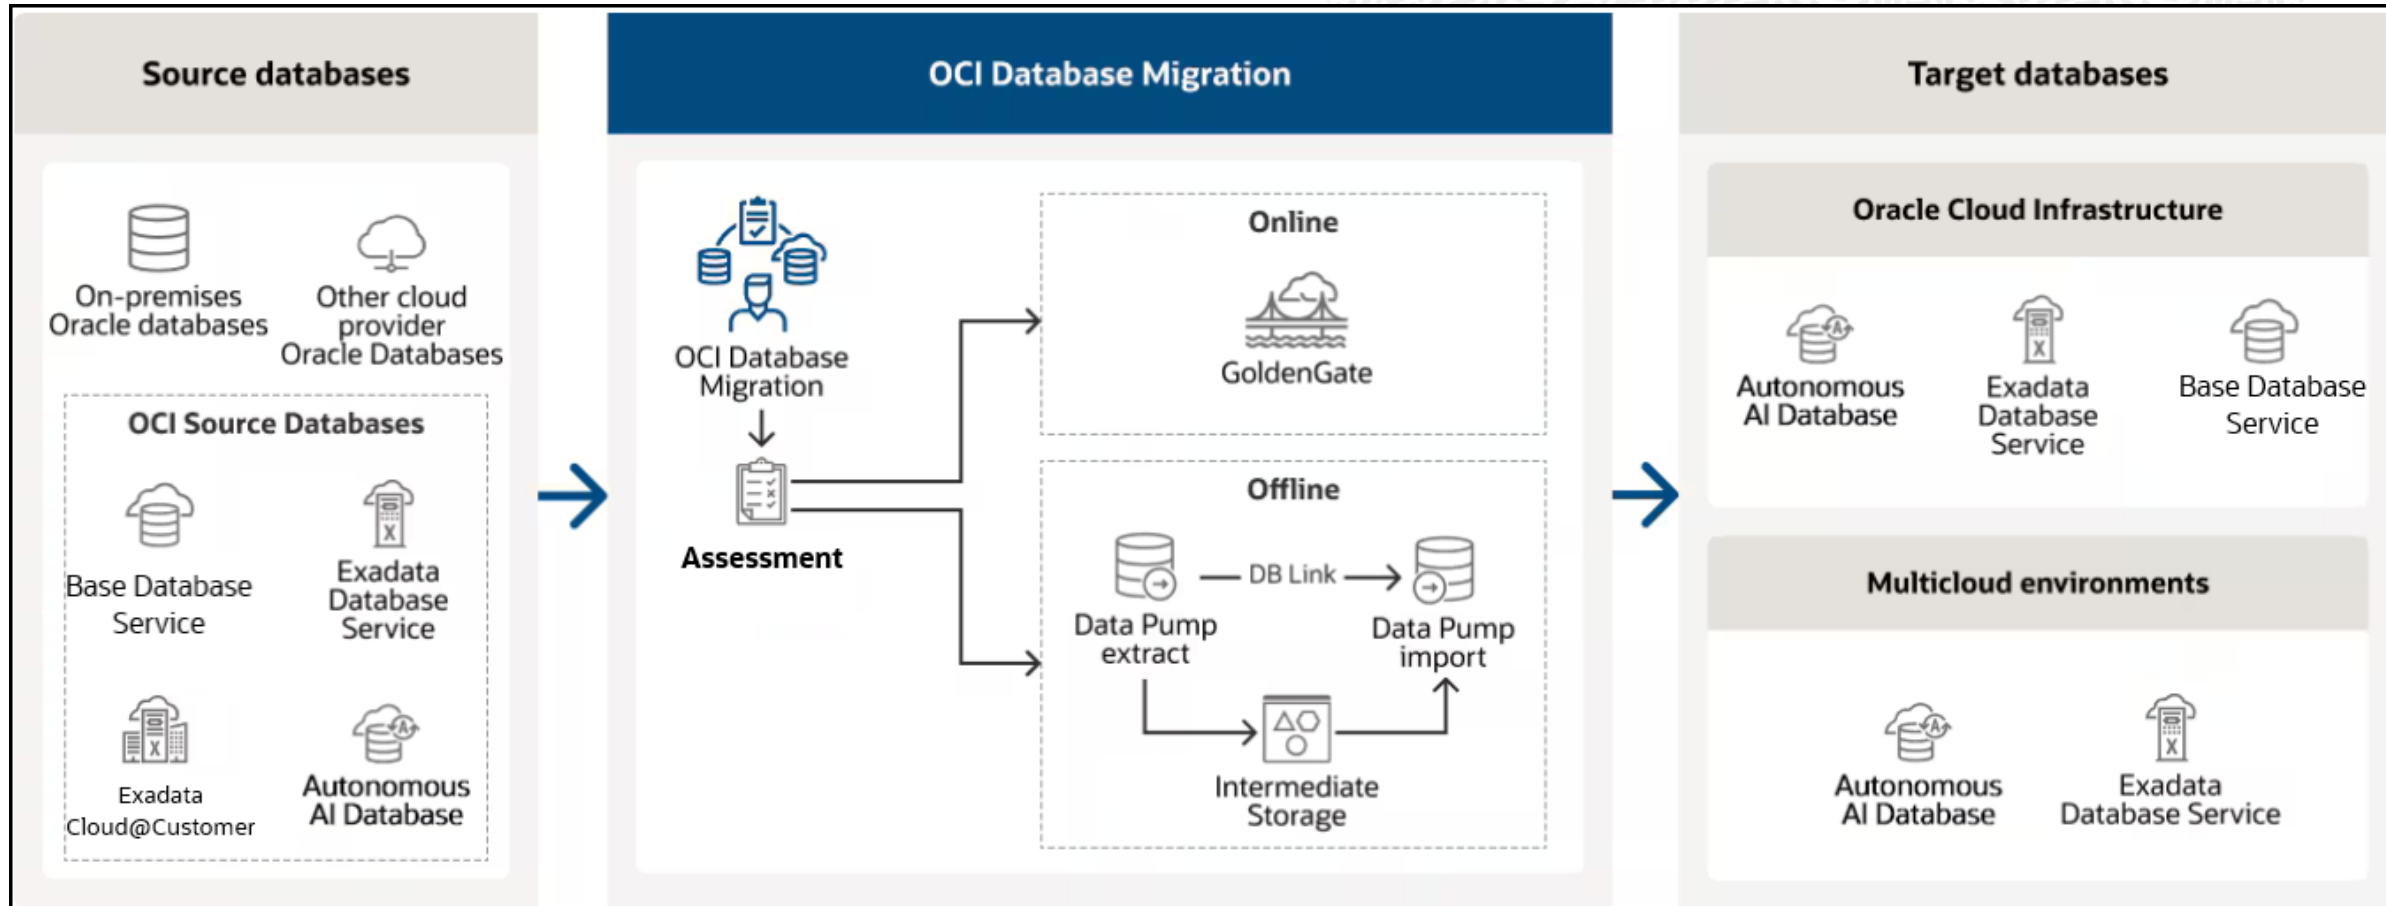 Source databases
On-premises
Oracle databases
Other cloud
provider
Oracle Databases
OCI Source Databases
Base Database
Service
Exadata
Database
Service
Exadata
Cloud@Customer
Autonomous
AI Database
OCI Database Migration
OCI Database
Migration
Assessment
Online
GoldenGate
Offline
Data Pump
extract
DB Link
Data Pump
import
Intermediate
Storage
Target databases
Oracle Cloud Infrastructure
Autonomous
AI Database
Exadata
Database
Service
Base Database
Service
Multicloud environments
Autonomous
AI Database
Exadata
Database Service